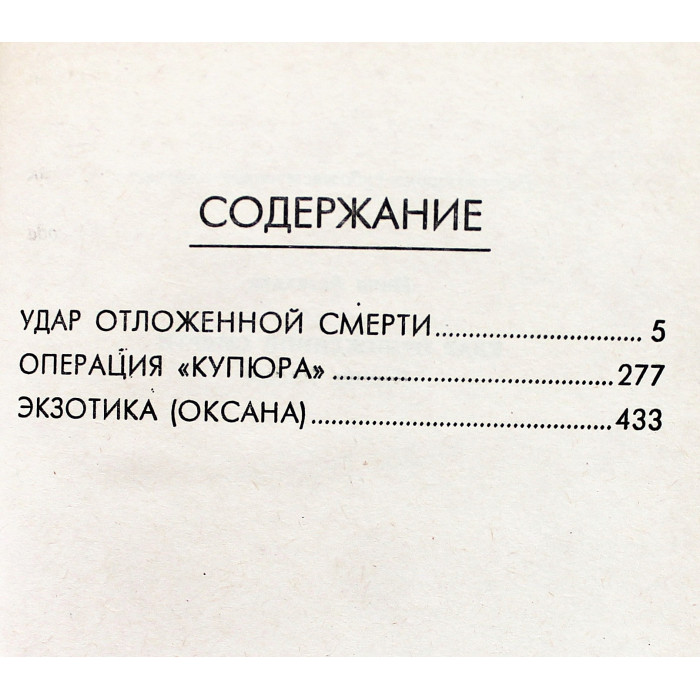 СОДЕРЖАНИЕ
УДАР ОТЛОЖЕННОЙ СМЕРТИ.................................... 5
ОПЕРАЦИЯ «КУПЮРА»................................................277
ЭКЗОТИКА (ОКСАНА)...................................................433